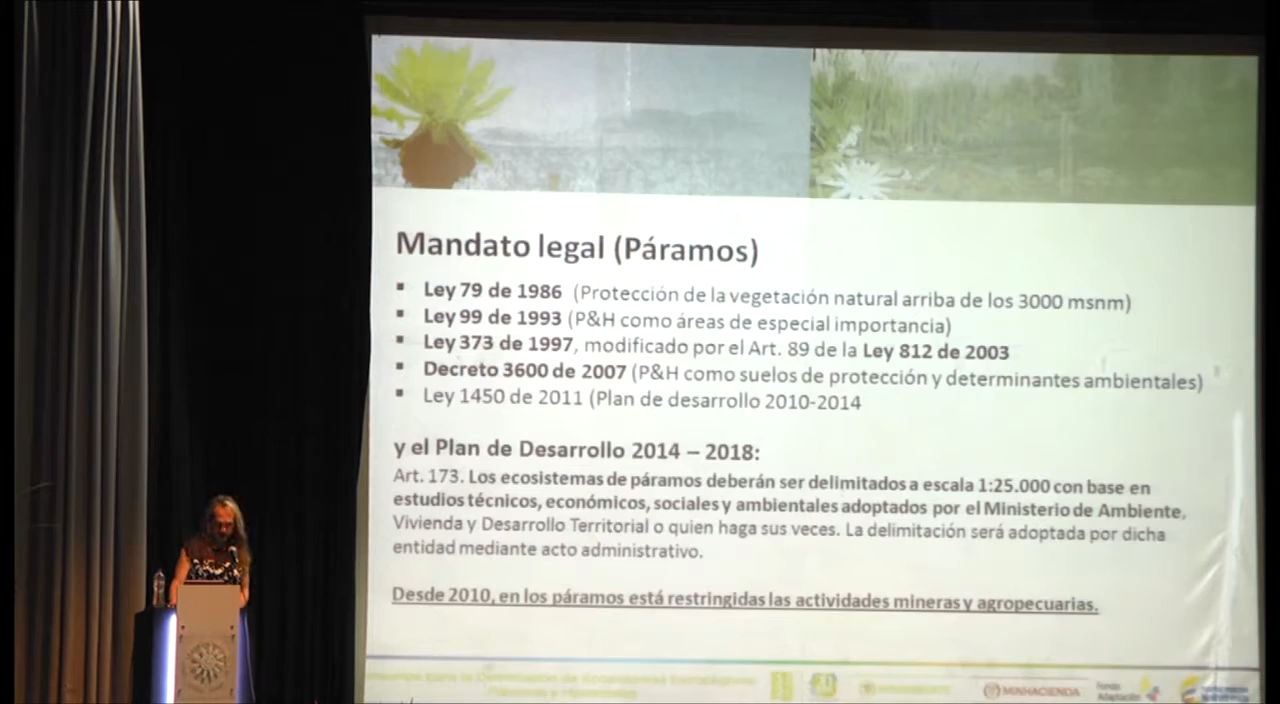 Mandato legal (Páramos)
▪ Ley 79 de 1986 (Protección de la vegetación natural arriba de los 3000 msnm)
▪ Ley 99 de 1993 (P&H como áreas de especial importancia)
▪ Ley 373 de 1997, modificado por el Art. 89 de la Ley 812 de 2003
▪ Decreto 3600 de 2007 (P&H como suelos de protección y determinantes ambientales)
▪ Ley 1450 de 2011 (Plan de desarrollo 2010-2014
y el Plan de Desarrollo 2014 – 2018:
Art. 173. Los ecosistemas de páramos deberán ser delimitados a escala 1:25.000 con base en
estudios técnicos, económicos, sociales y ambientales adoptados por el Ministerio de Ambiente,
Vivienda y Desarrollo Territorial o quien haga sus veces. La delimitación será adoptada por dicha
entidad mediante acto administrativo.
Desde 2010, en los páramos está restringidas las actividades mineras y agropecuarias.
MINHACIENDA
Fondo
Adaptación